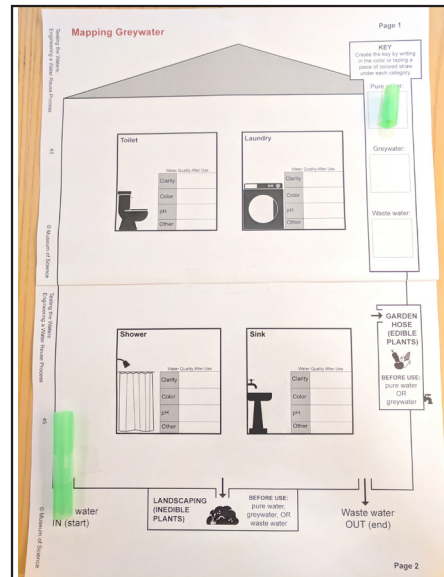 Mapping Greywater
Page 1
Testing the Waters:
Engineering a Water Reuse Process
43
© Museum of Science
KEY
Create the key by writing
in the color or taping a
piece of colored straw
under each category
Pure
Greywater:
Waste water:
Toilet
Water Quality After Use
Clarity
Color
pH
Other
Laundry
Water Quality After Use
Clarity
Color
pH
Other
Testing the Waters:
Engineering a Water Reuse Process
© Museum of Science
Shower
Water Quality After Use
Clarity
Color
pH
Other
Sink
Water Quality After Use
Clarity
Color
pH
Other
GARDEN
HOSE
(EDIBLE
PLANTS)
BEFORE USE:
pure water
OR
greywater
water
IN (start)
LANDSCAPING
(INEDIBLE
PLANTS)
BEFORE USE:
pure water,
greywater, OR
waste water
Waste water
OUT (end)
Page 2